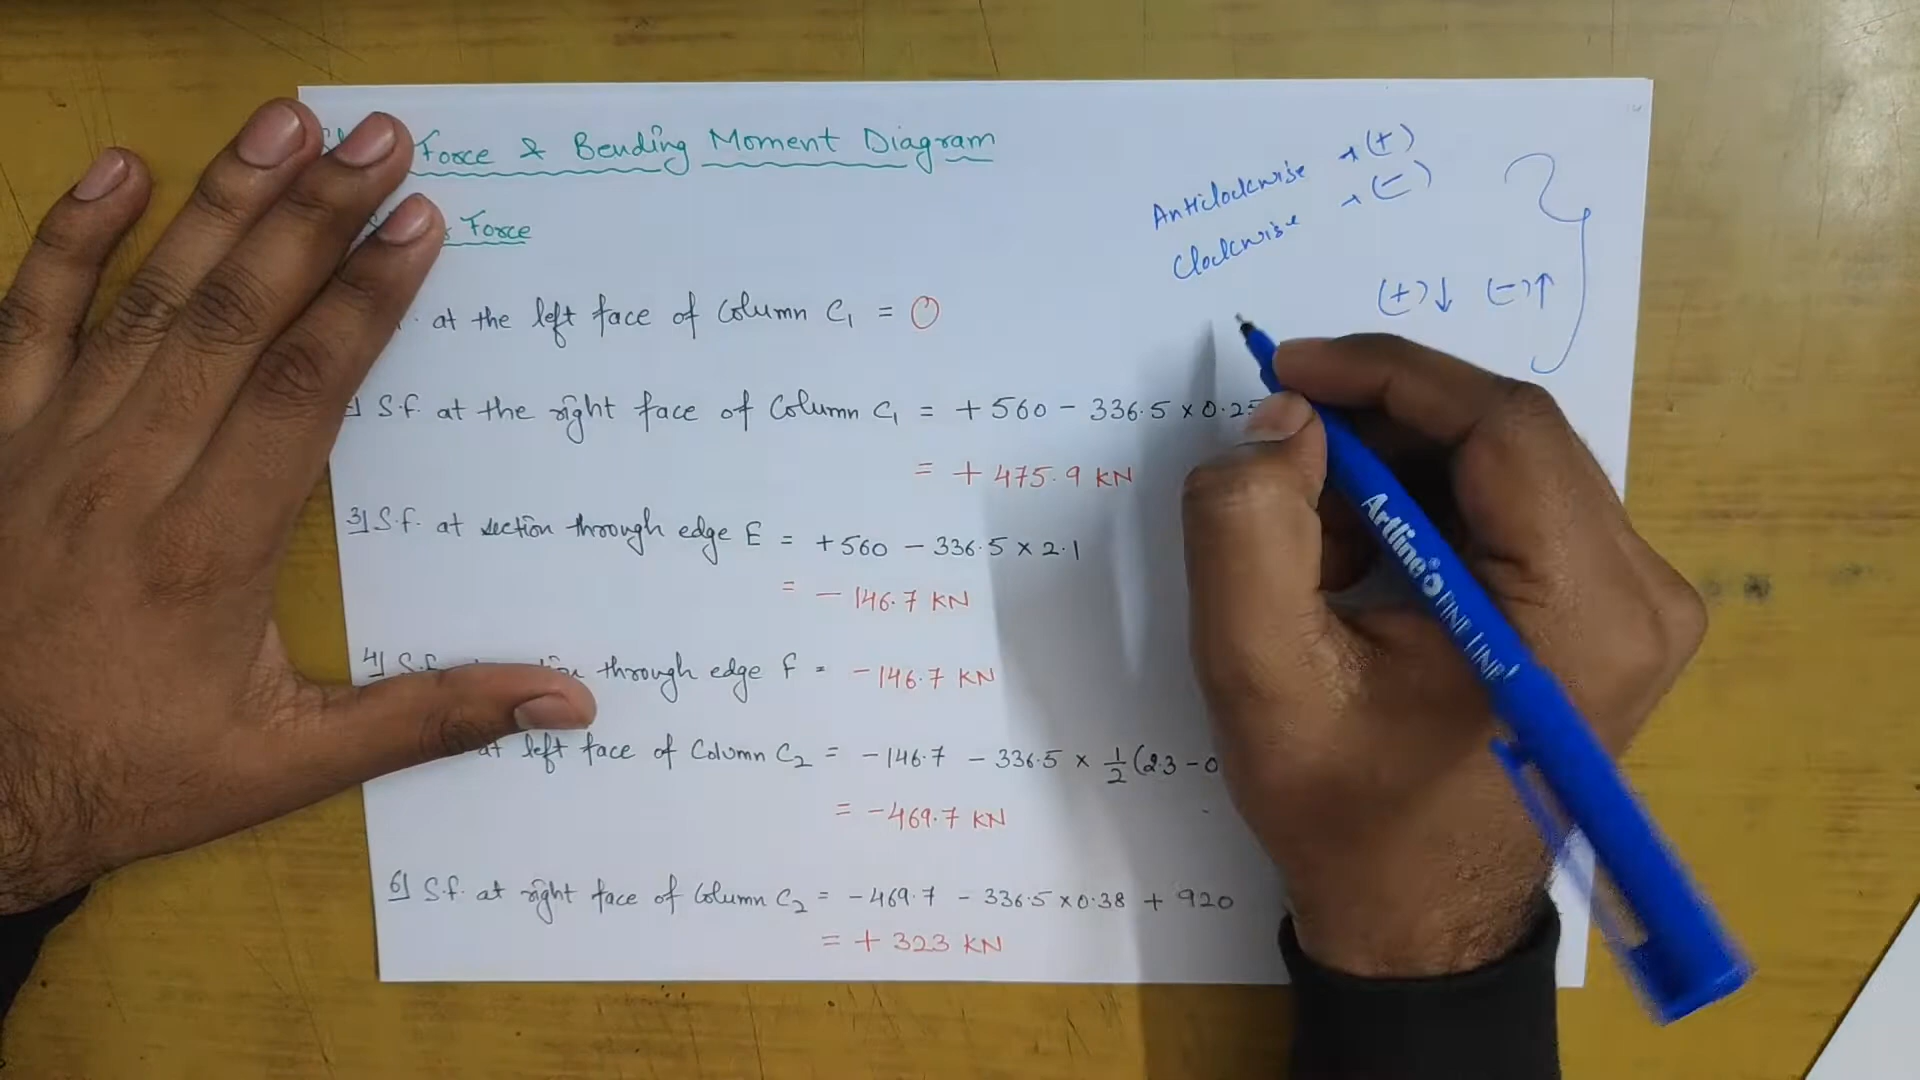 Force & Bending Moment Diagram
Force
at the left face of Column C₁ = 0
S.f. at the right face of Column C₁ = + 560 - 336.5 x 0.25
= + 475.9 KN
3] S.f. at section through edge E = + 560 - 336.5 x 2.1
= - 146.7 KN
4] S.f. through edge F = - 146.7 KN
at left face of Column C₂ = - 146.7 - 336.5 x 1/2 (2.3 - 0
= - 469.7 KN
6] S.f. at right face of Column C₂ = - 469.7 - 336.5 x 0.38 + 920
= + 323 KN
Anticlockwise → (+)
Clockwise → (-)
(+)↓ (-)↑
Artline FINE LINE